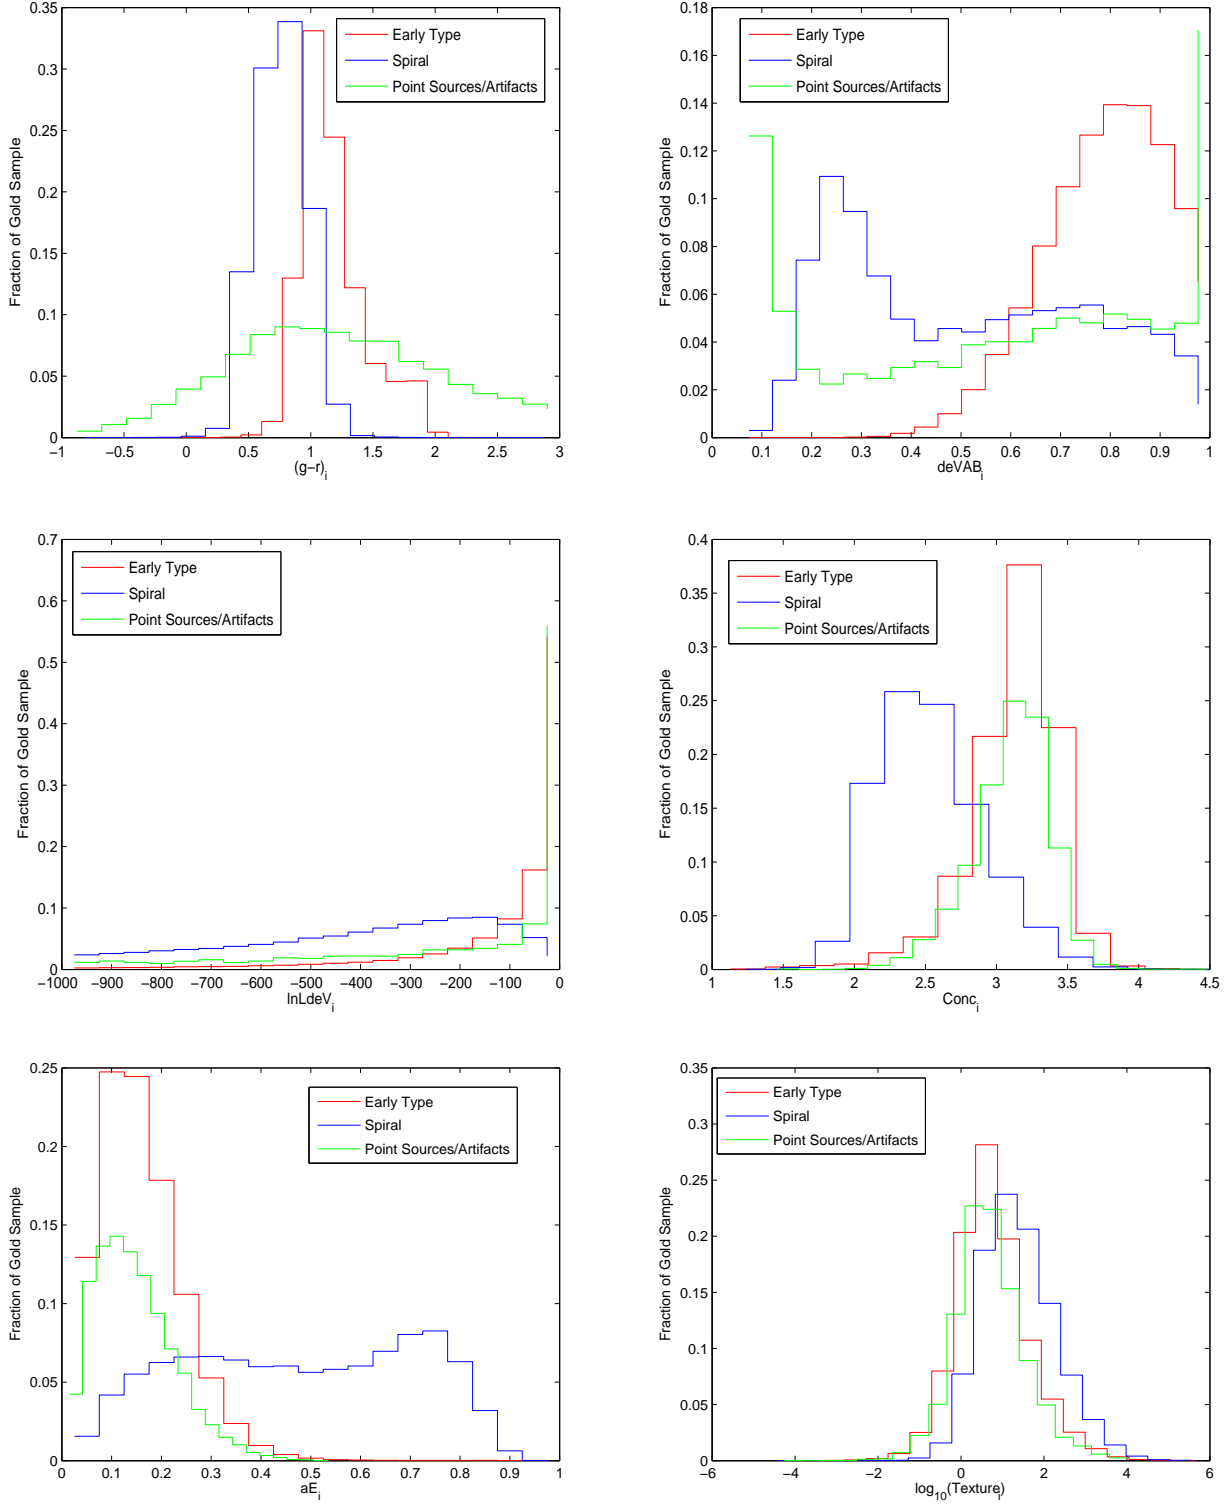 0.35
0.3
0.25
0.2
0.15
0.1
0.05
0
Fraction of Gold Sample
Early Type
Spiral
Point Sources/Artifacts
−1 −0.5 0 0.5 1 1.5 2 2.5 3
(g−r)i
0.18
0.16
0.14
0.12
0.1
0.08
0.06
0.04
0.02
0
Fraction of Gold Sample
Early Type
Spiral
Point Sources/Artifacts
0 0.1 0.2 0.3 0.4 0.5 0.6 0.7 0.8 0.9 1
deVABi
0.7
0.6
0.5
0.4
0.3
0.2
0.1
0
Fraction of Gold Sample
Early Type
Spiral
Point Sources/Artifacts
−1000 −900 −800 −700 −600 −500 −400 −300 −200 −100 0
lnLdeVi
0.4
0.35
0.3
0.25
0.2
0.15
0.1
0.05
0
Fraction of Gold Sample
Early Type
Spiral
Point Sources/Artifacts
1 1.5 2 2.5 3 3.5 4 4.5
Conci
0.25
0.2
0.15
0.1
0.05
0
Fraction of Gold Sample
Early Type
Spiral
Point Sources/Artifacts
0 0.1 0.2 0.3 0.4 0.5 0.6 0.7 0.8 0.9 1
aEi
0.35
0.3
0.25
0.2
0.15
0.1
0.05
0
Fraction of Gold Sample
Early Type
Spiral
Point Sources/Artifacts
−6 −4 −2 0 2 4 6
log10(Texturei)